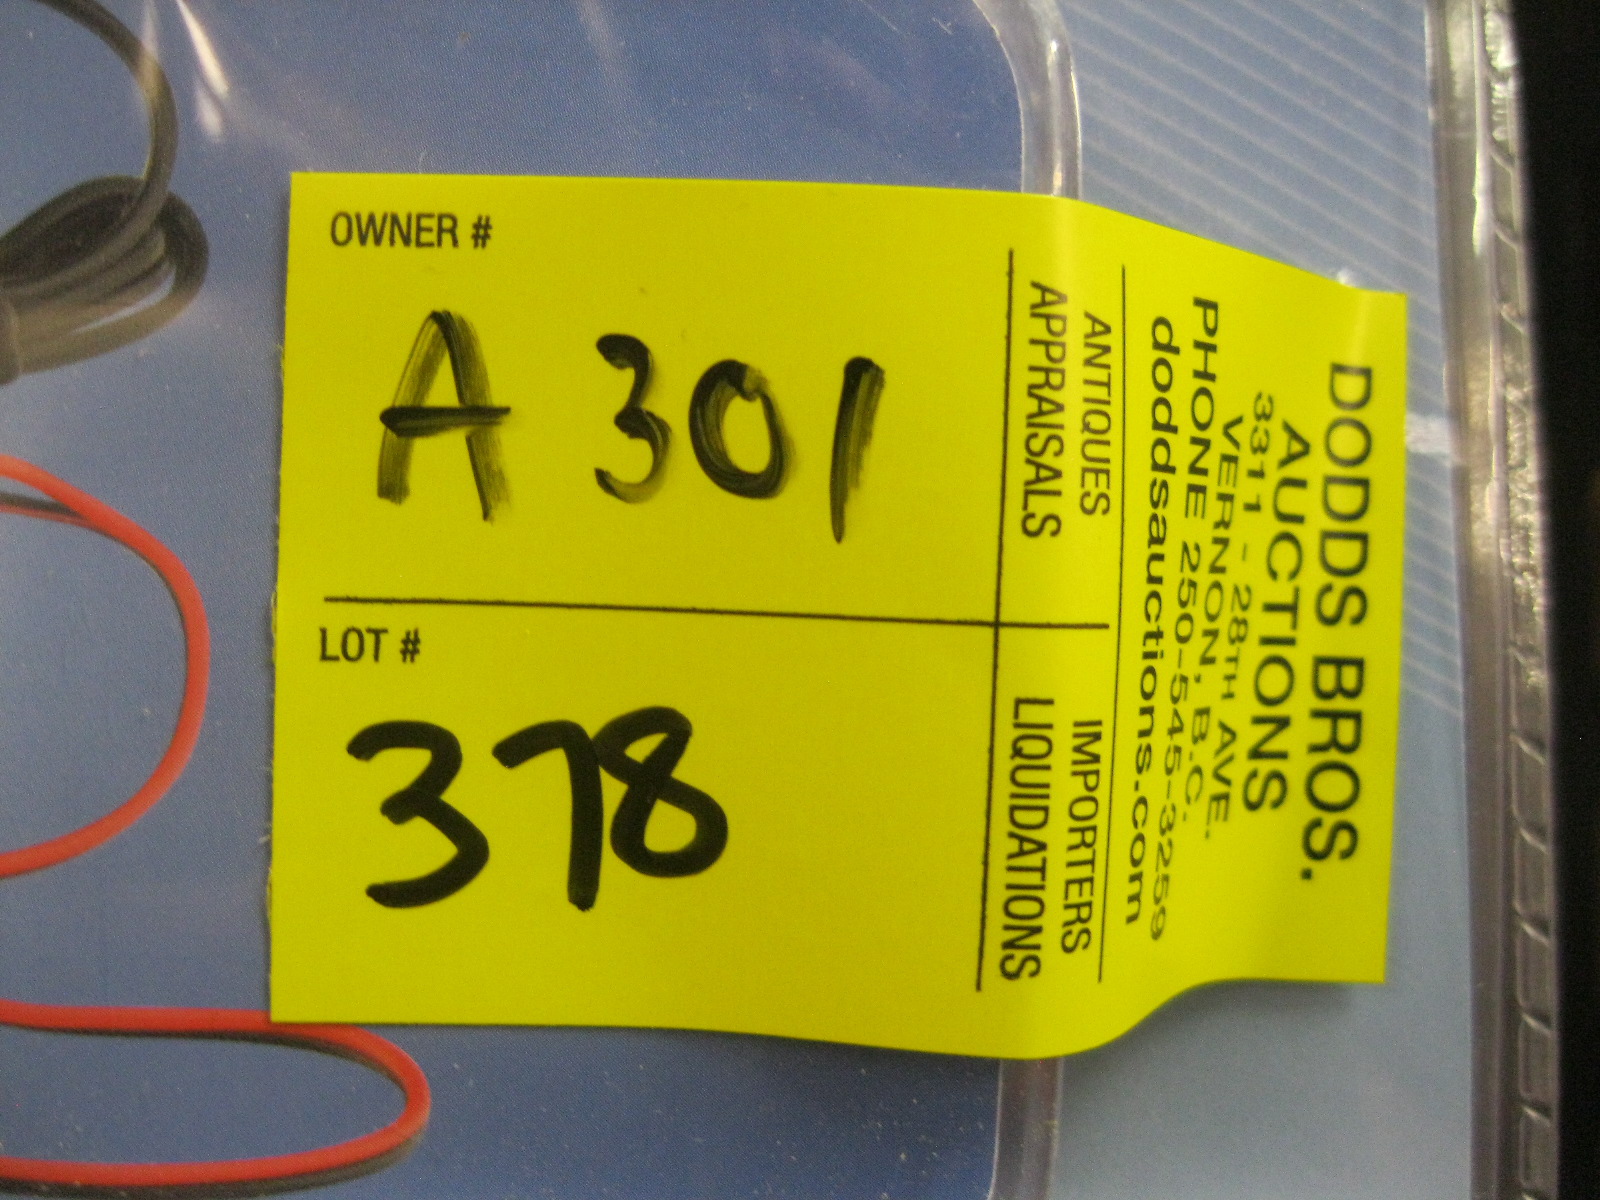 OWNER #
A 301
LOT #
378
DODDS BROS.
AUCTIONS
3311 - 28TH AVE.
VERNON, B.C.
PHONE 250-545-3259
doddsauctions.com
ANTIQUES
APPRAISALS
IMPORTERS
LIQUIDATIONS